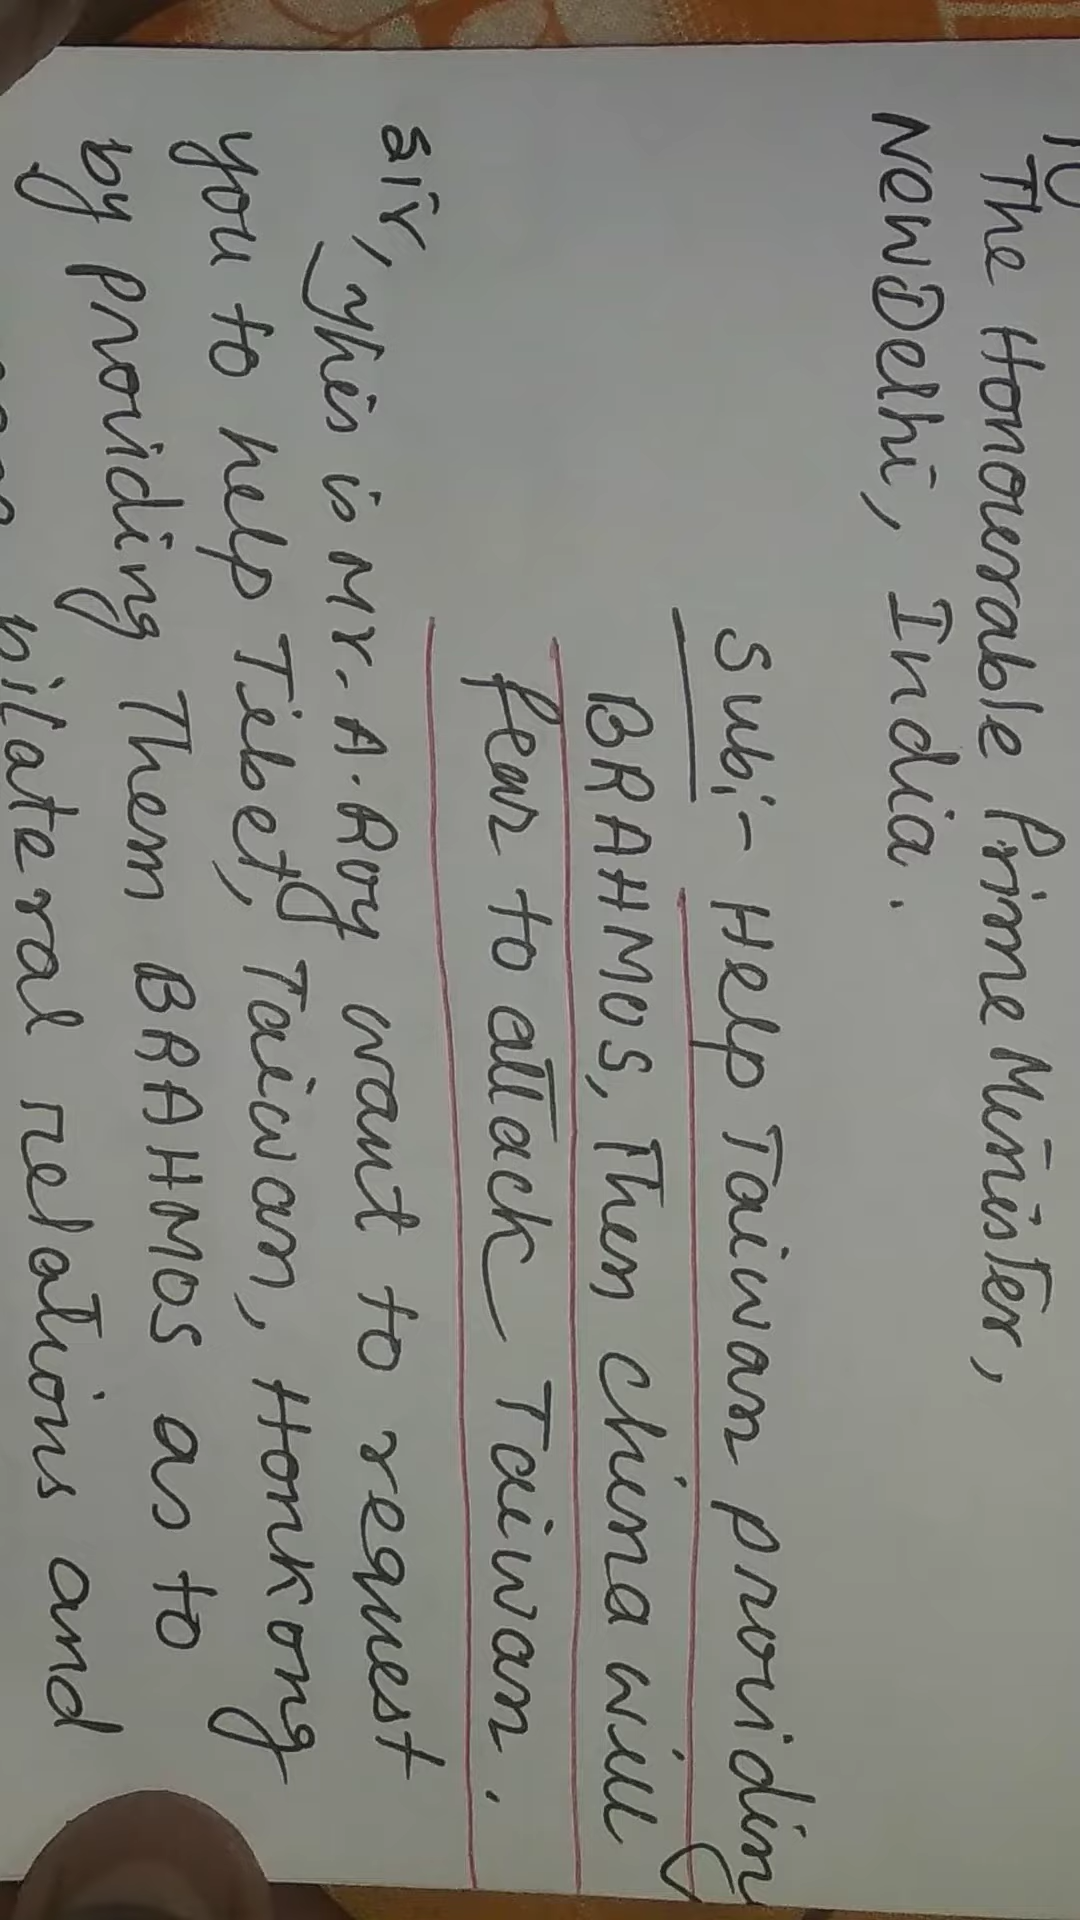 To
The Honourable Prime Minister,
NewDelhi, India.
Sub:- Help Taiwan providing
BRAHMOS, Then China will
fear to attack Taiwan.
Sir,
This is Mr. A. Roy want to request
you to help Tibet, Taiwan, Honkong
by providing Them BRAHMOS as to
bilateral relations and